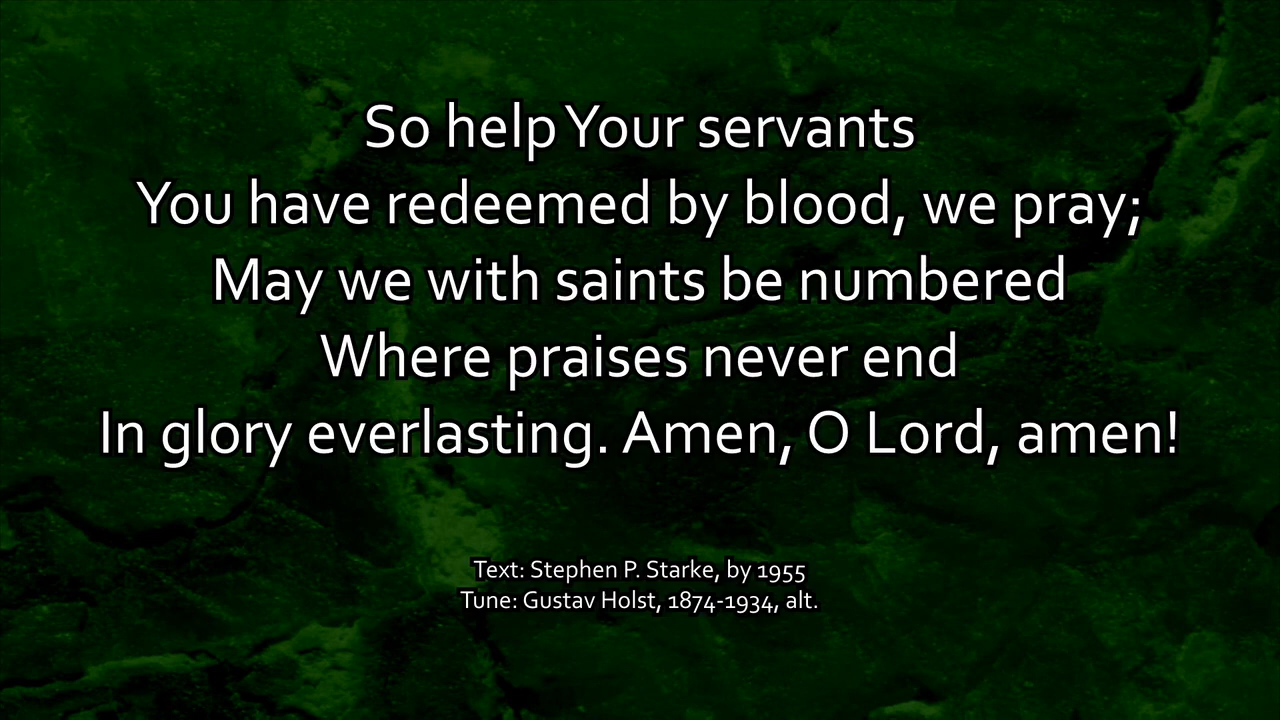 So help Your servants
You have redeemed by blood, we pray;
May we with saints be numbered
Where praises never end
In glory everlasting. Amen, O Lord, amen!
Text: Stephen P. Starke, by 1955
Tune: Gustav Holst, 1874-1934, alt.